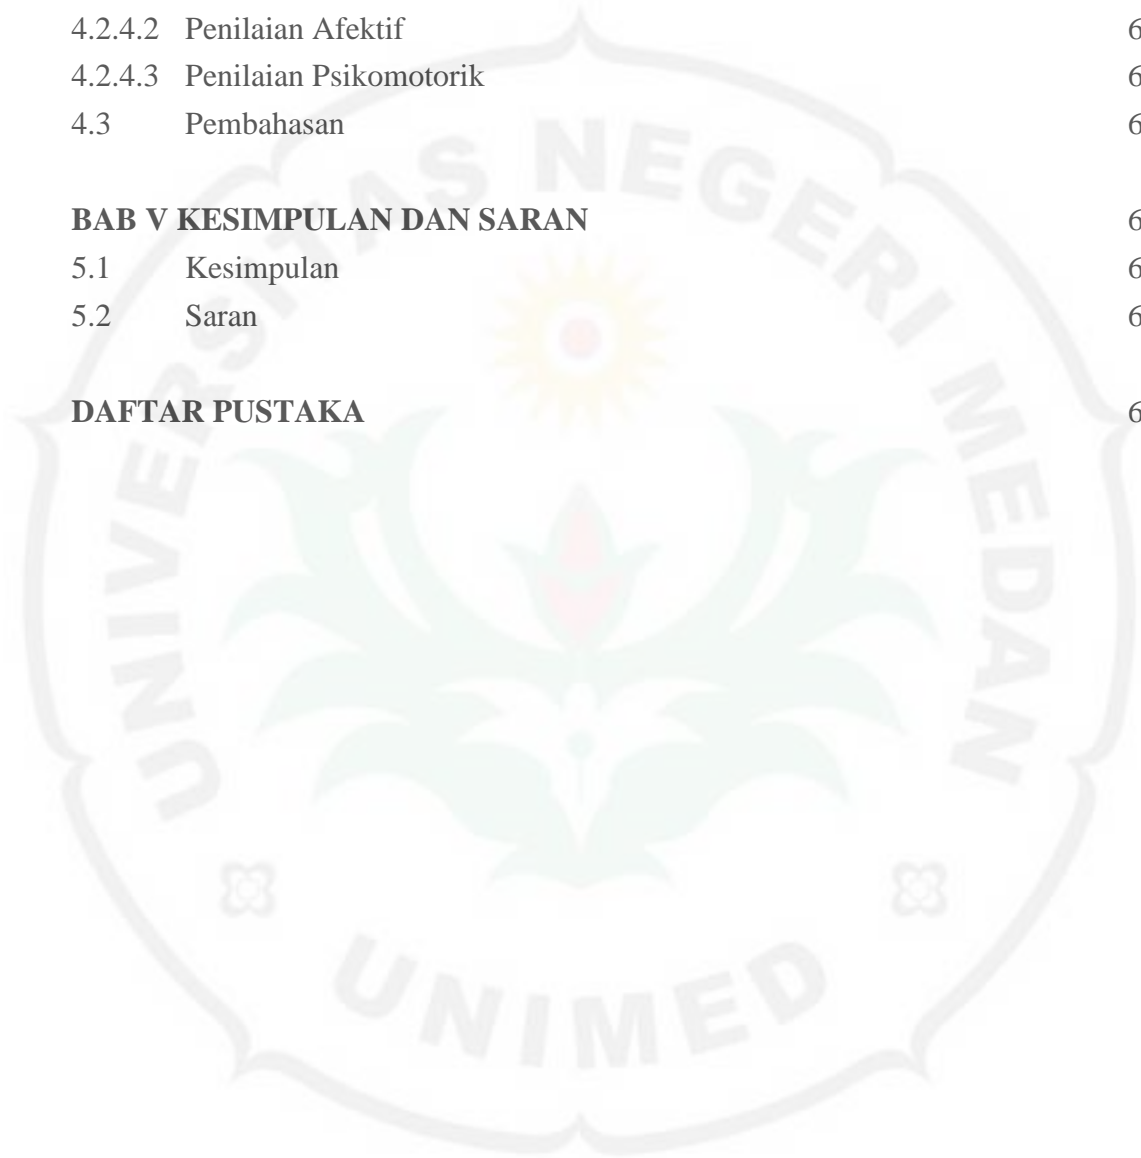 4.2.4.2 Penilaian Afektif 6
4.2.4.3 Penilaian Psikomotorik 6
4.3 Pembahasan 6
BAB V KESIMPULAN DAN SARAN 6
5.1 Kesimpulan 6
5.2 Saran 6
DAFTAR PUSTAKA 6
UNIVERSITAS NEGERI MEDAN
UNIMED